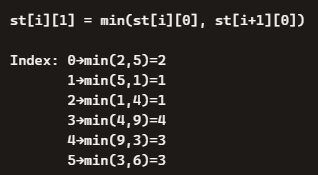 st[i][1] = min(st[i][0], st[i+1][0])
Index: 0→min(2,5)=2
1→min(5,1)=1
2→min(1,4)=1
3→min(4,9)=4
4→min(9,3)=3
5→min(3,6)=3